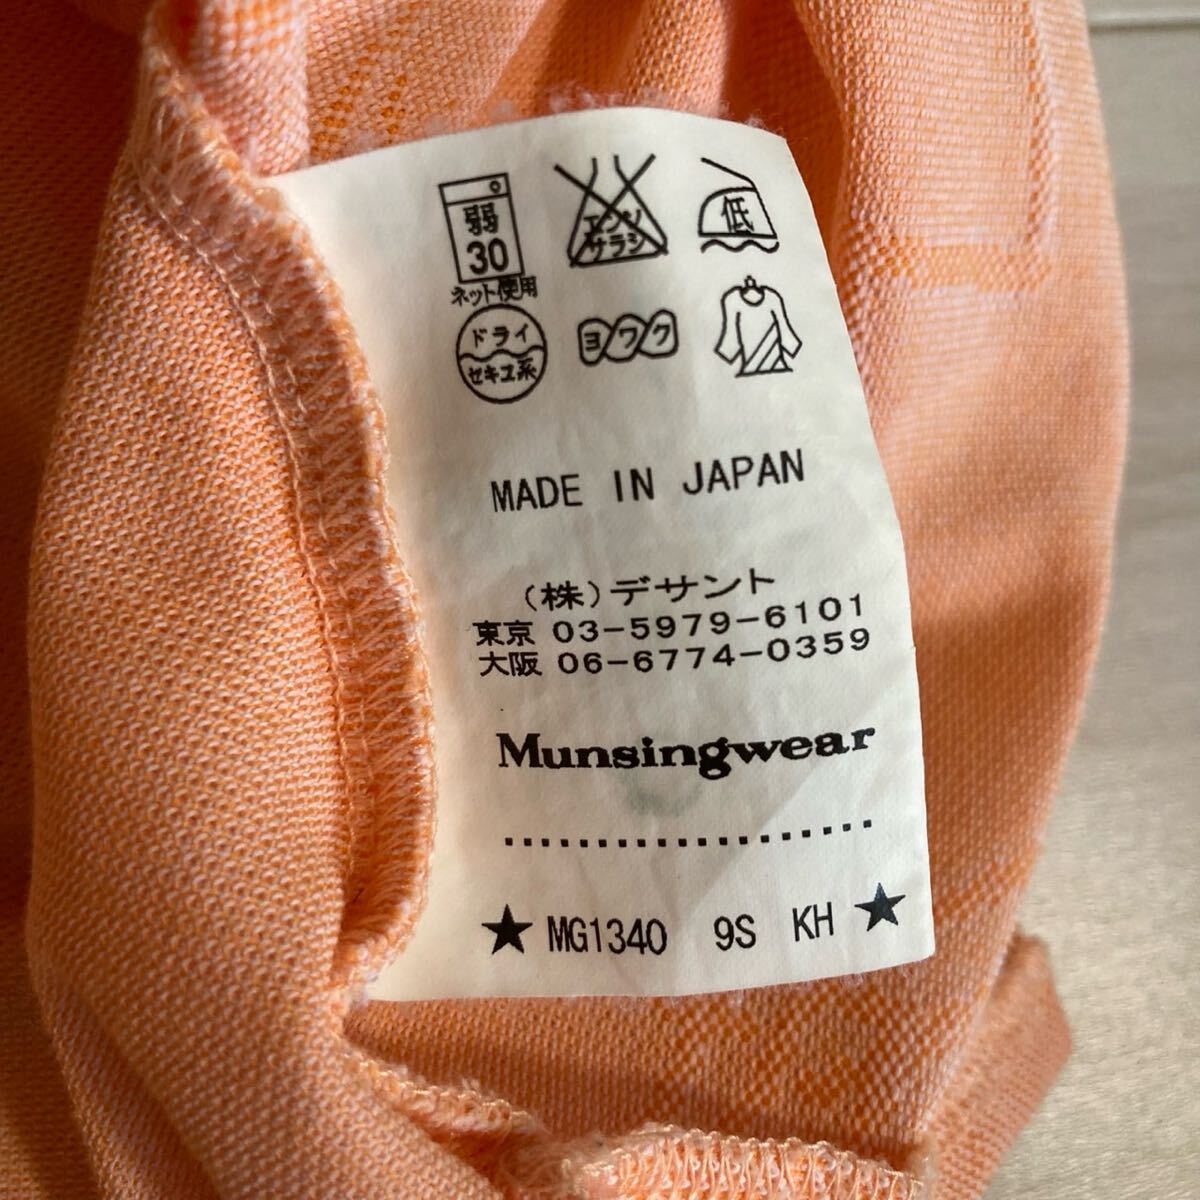 弱
30
ネット使用
エンソ
サラシ
低
ドライ
セキユ系
ヨワク
MADE IN JAPAN
(株)デサント
東京 03-5979-6101
大阪 06-6774-0359
Munsingwear
★ MG1340 9S KH ★